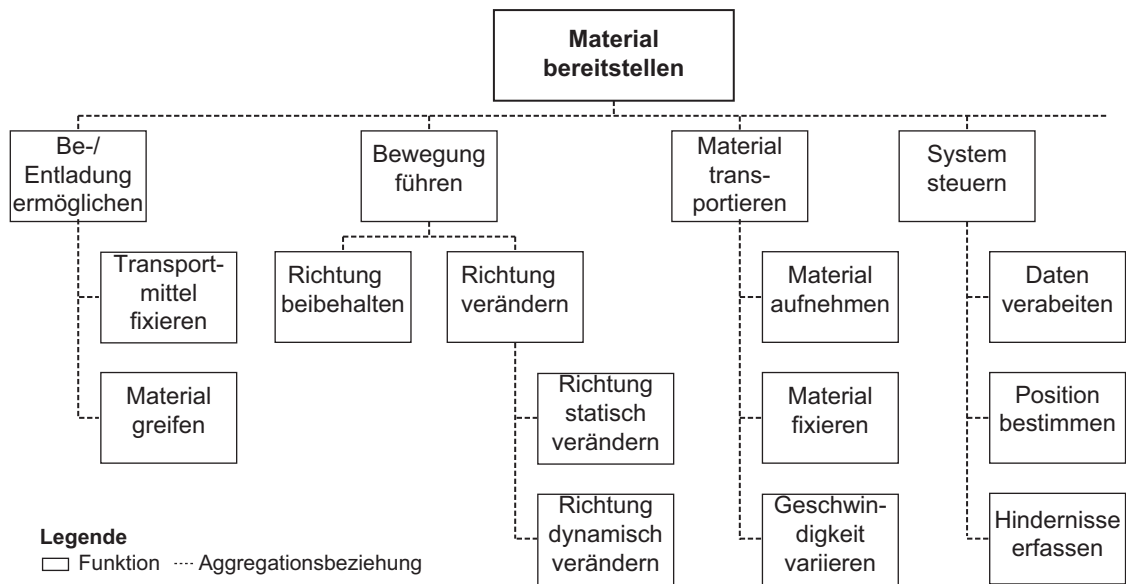 Material
bereitstellen
Be-/
Entladung
ermöglichen
Bewegung
führen
Material
trans-
portieren
System
steuern
Transport-
mittel
fixieren
Richtung
beibehalten
Richtung
verändern
Material
aufnehmen
Daten
verabeiten
Material
greifen
Richtung
statisch
verändern
Material
fixieren
Position
bestimmen
Richtung
dynamisch
verändern
Geschwin-
digkeit
variieren
Hindernisse
erfassen
Legende
Funktion ---- Aggregationsbeziehung